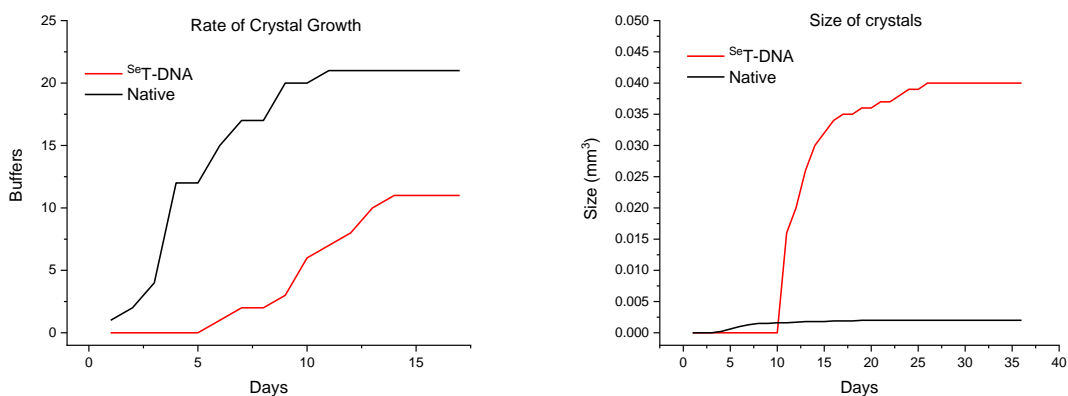 Rate of Crystal Growth
25
20
15
10
5
0
Buffers
SeT-DNA
Native
0 5 10 15
Days
Size of crystals
0.050
0.045
0.040
0.035
0.030
0.025
0.020
0.015
0.010
0.005
0.000
Size (mm³)
SeT-DNA
Native
0 5 10 15 20 25 30 35 40
Days